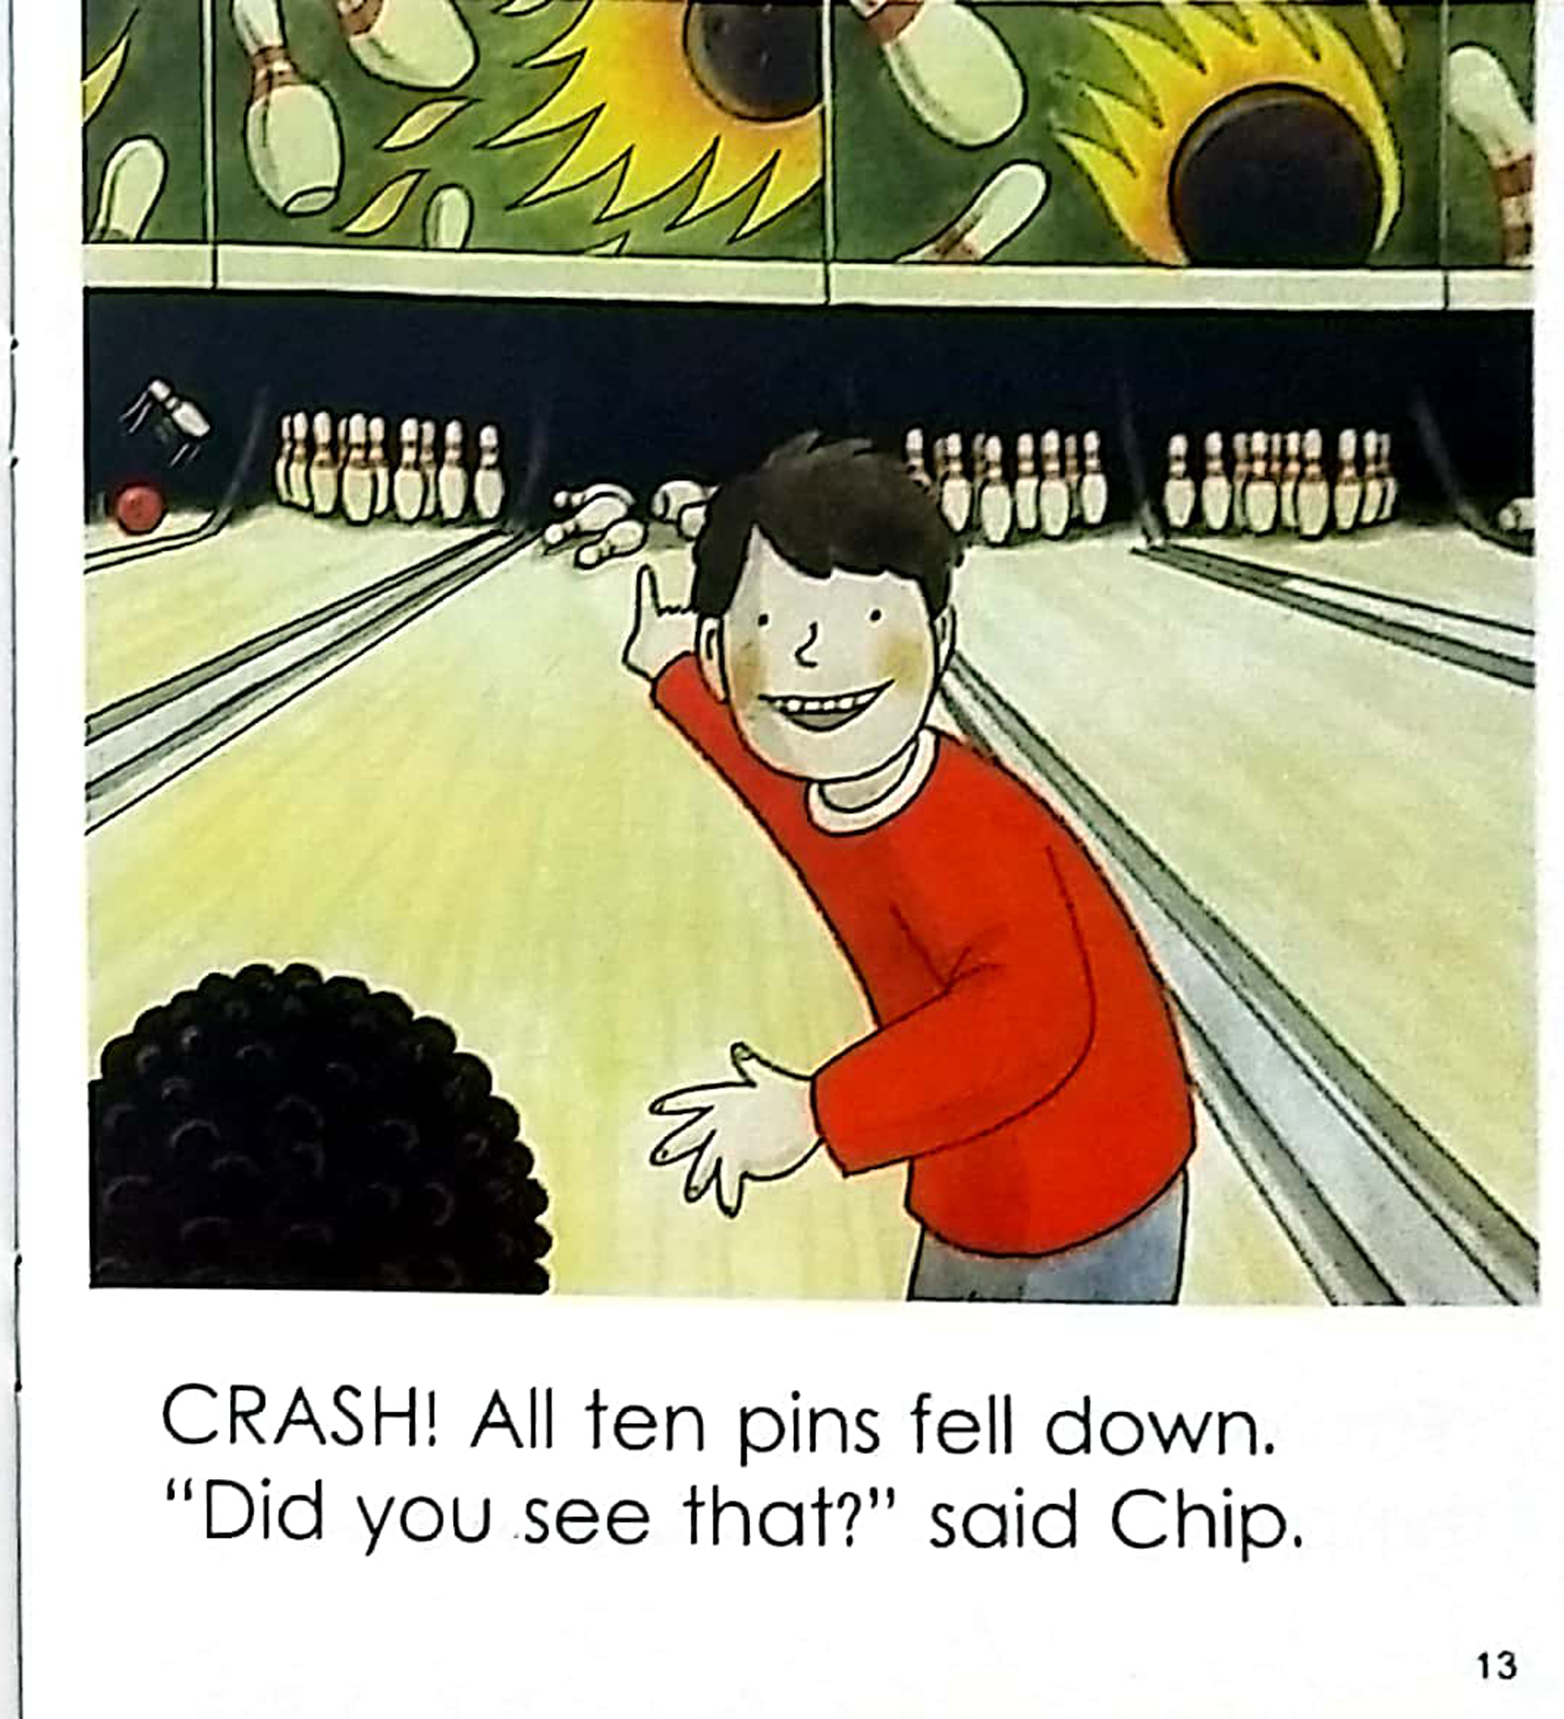 CRASH! All ten pins fell down.
“Did you see that?” said Chip.
13